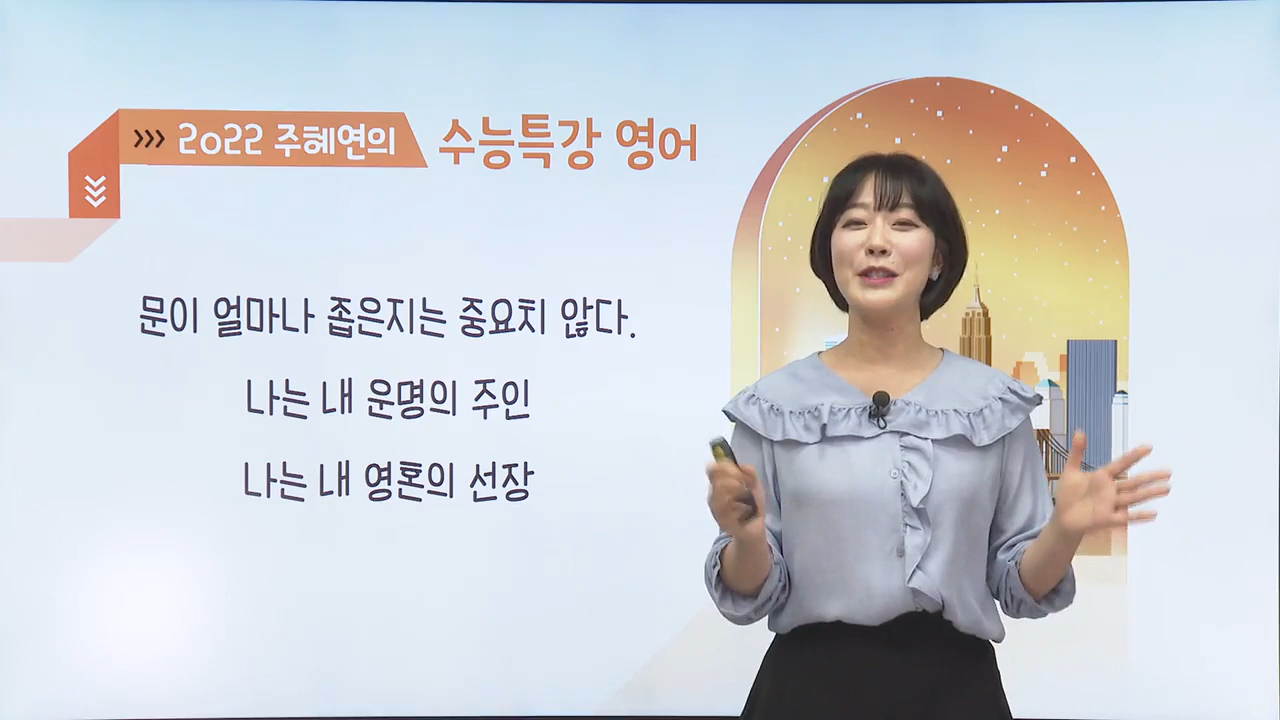 >>> 2022 주혜연의 수능특강 영어
문이 얼마나 좁은지는 중요치 않다.
나는 내 운명의 주인
나는 내 영혼의 선장